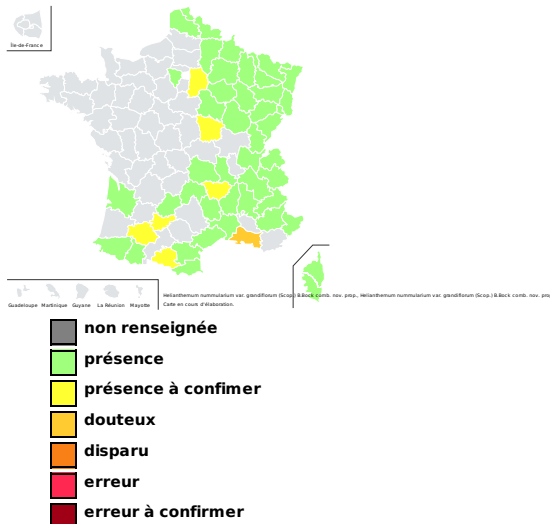 Île-de-France
Guadeloupe Martinique Guyane La Réunion Mayotte
Helianthemum nummularium var. grandiflorum (Scop.) B.Bock comb. nov. prop., Helianthemum nummularium var. grandiflorum (Scop.) B.Bock comb. nov. pro
Carte en cours d'élaboration.
non renseignée
présence
présence à confimer
douteux
disparu
erreur
erreur à confirmer